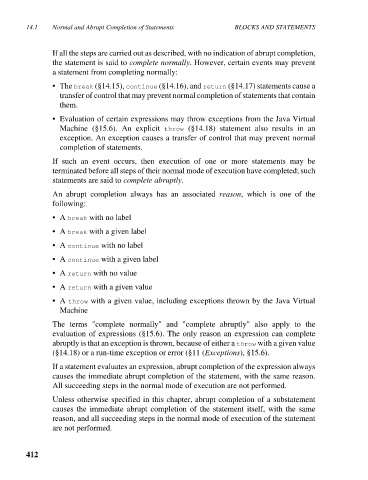 14.1 Normal and Abrupt Completion of Statements BLOCKS AND STATEMENTS
If all the steps are carried out as described, with no indication of abrupt completion,
the statement is said to complete normally. However, certain events may prevent
a statement from completing normally:
• The break (§14.15), continue (§14.16), and return (§14.17) statements cause a
transfer of control that may prevent normal completion of statements that contain
them.
• Evaluation of certain expressions may throw exceptions from the Java Virtual
Machine (§15.6). An explicit throw (§14.18) statement also results in an
exception. An exception causes a transfer of control that may prevent normal
completion of statements.
If such an event occurs, then execution of one or more statements may be
terminated before all steps of their normal mode of execution have completed; such
statements are said to complete abruptly.
An abrupt completion always has an associated reason, which is one of the
following:
• A break with no label
• A break with a given label
• A continue with no label
• A continue with a given label
• A return with no value
• A return with a given value
• A throw with a given value, including exceptions thrown by the Java Virtual
Machine
The terms "complete normally" and "complete abruptly" also apply to the
evaluation of expressions (§15.6). The only reason an expression can complete
abruptly is that an exception is thrown, because of either a throw with a given value
(§14.18) or a run-time exception or error (§11 (Exceptions), §15.6).
If a statement evaluates an expression, abrupt completion of the expression always
causes the immediate abrupt completion of the statement, with the same reason.
All succeeding steps in the normal mode of execution are not performed.
Unless otherwise specified in this chapter, abrupt completion of a substatement
causes the immediate abrupt completion of the statement itself, with the same
reason, and all succeeding steps in the normal mode of execution of the statement
are not performed.
412